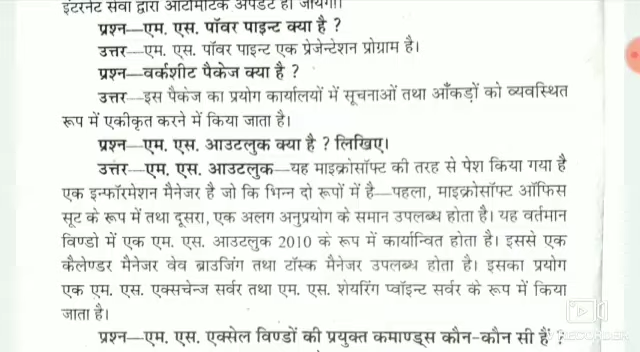 इंटरनेट सेवा द्वारा ऑटोमेटिक अपडेट हो जायेगा।
प्रश्न—एम. एस. पॉवर पाइन्ट क्या है ?
उत्तर—एम. एस. पॉवर पाइन्ट एक प्रेजेन्टेशन प्रोग्राम है।
प्रश्न—वर्कशीट पैकेज क्या है ?
उत्तर—इस पैकेज का प्रयोग कार्यालयों में सूचनाओं तथा आँकड़ों को व्यवस्थित
रूप में एकीकृत करने में किया जाता है।
प्रश्न—एम. एस. आउटलुक क्या है ? लिखिए।
उत्तर—एम. एस. आउटलुक—यह माइक्रोसॉफ्ट की तरह से पेश किया गया है
एक इन्फॉरमेशन मैनेजर है जो कि भिन्न दो रूपों में है—पहला, माइक्रोसॉफ्ट ऑफिस
सूट के रूप में तथा दूसरा, एक अलग अनुप्रयोग के समान उपलब्ध होता है। यह वर्तमान
विण्डो में एक एम. एस. आउटलुक 2010 के रूप में कार्यान्वित होता है। इससे एक
कैलेण्डर मैनेजर वेव ब्राउजिंग तथा टॉस्क मैनेजर उपलब्ध होता है। इसका प्रयोग
एक एम. एस. एक्सचेन्ज सर्वर तथा एम. एस. शेयरिंग प्वॉइन्ट सर्वर के रूप में किया
जाता है।
प्रश्न—एम. एस. एक्सेल विण्डों की प्रयुक्त कमाण्ड्स कौन-कौन सी हैं ?
RECORDER